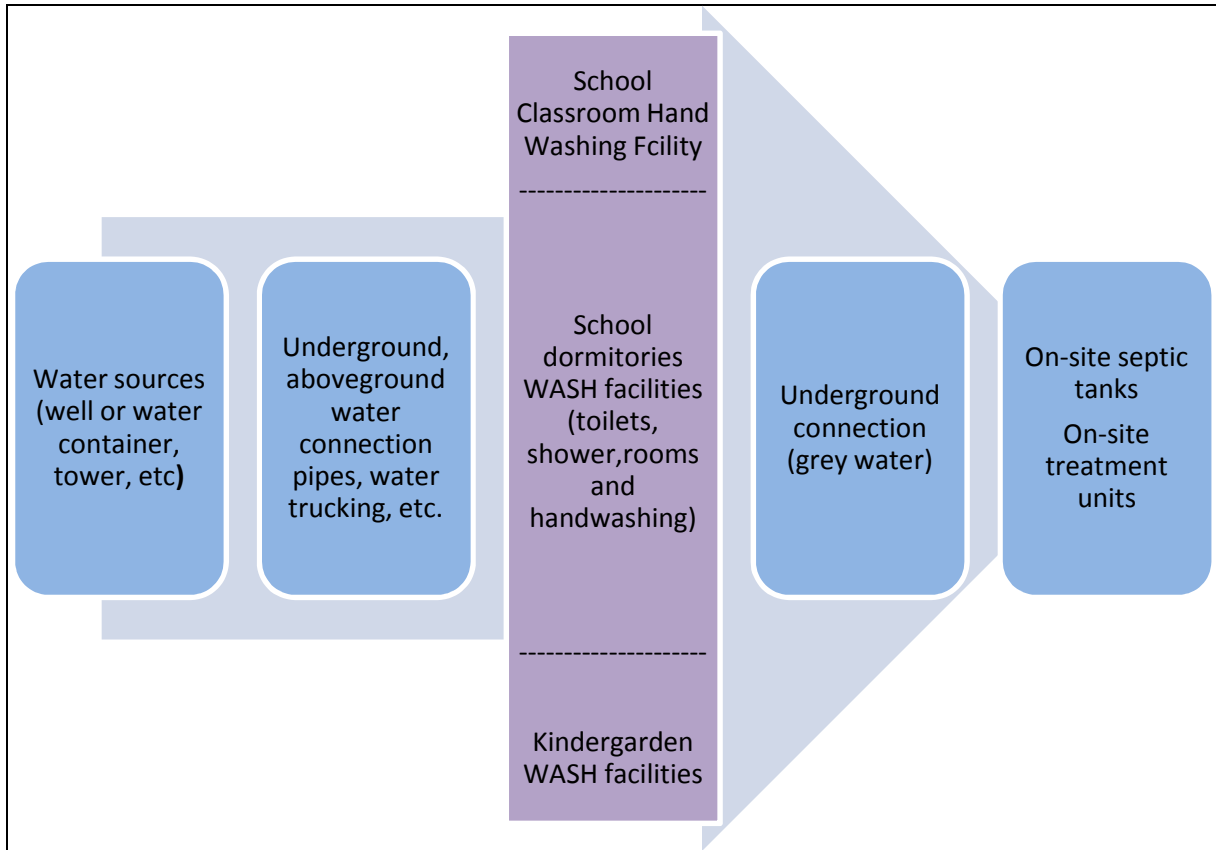 Water sources
(well or water
container,
tower, etc)
Underground,
aboveground
water
connection
pipes, water
trucking, etc.
School
Classroom Hand
Washing Fcility
---------------------
School
dormitories
WASH facilities
(toilets,
shower,rooms
and
handwashing)
---------------------
Kindergarden
WASH facilities
Underground
connection
(grey water)
On-site septic
tanks
On-site
treatment
units